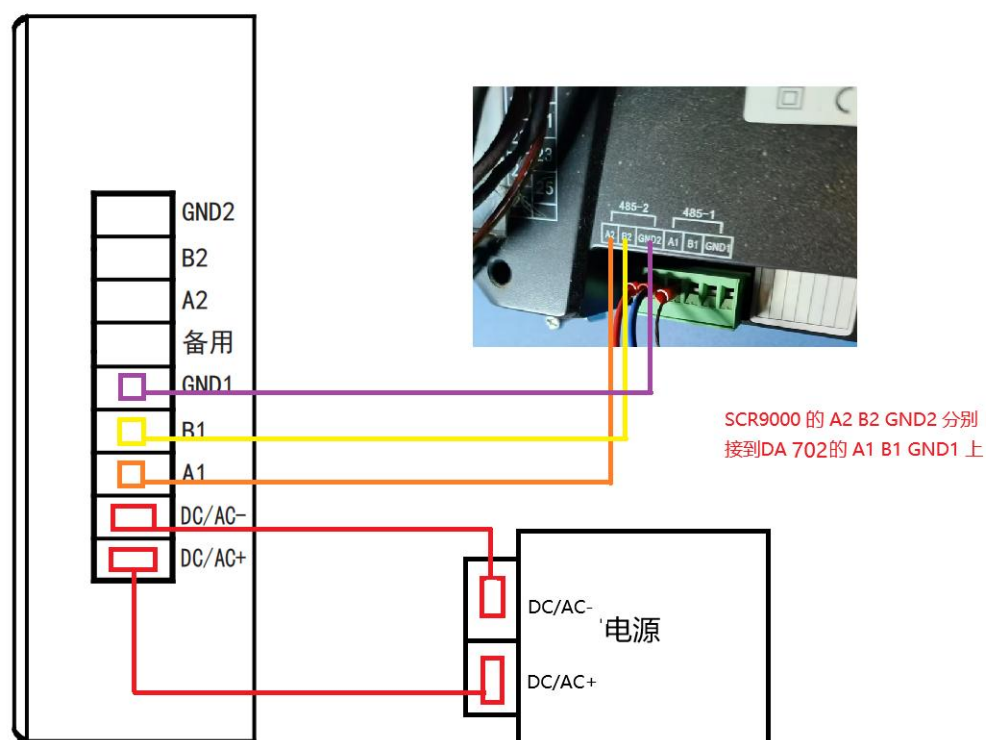 GND2
B2
A2
备用
GND1
B1
A1
DC/AC-
DC/AC+
485-2
485-1
A2 B2 GND2 A1 B1 GND1
SCR9000 的 A2 B2 GND2 分别
接到DA 702的 A1 B1 GND1 上
DC/AC-
电源
DC/AC+